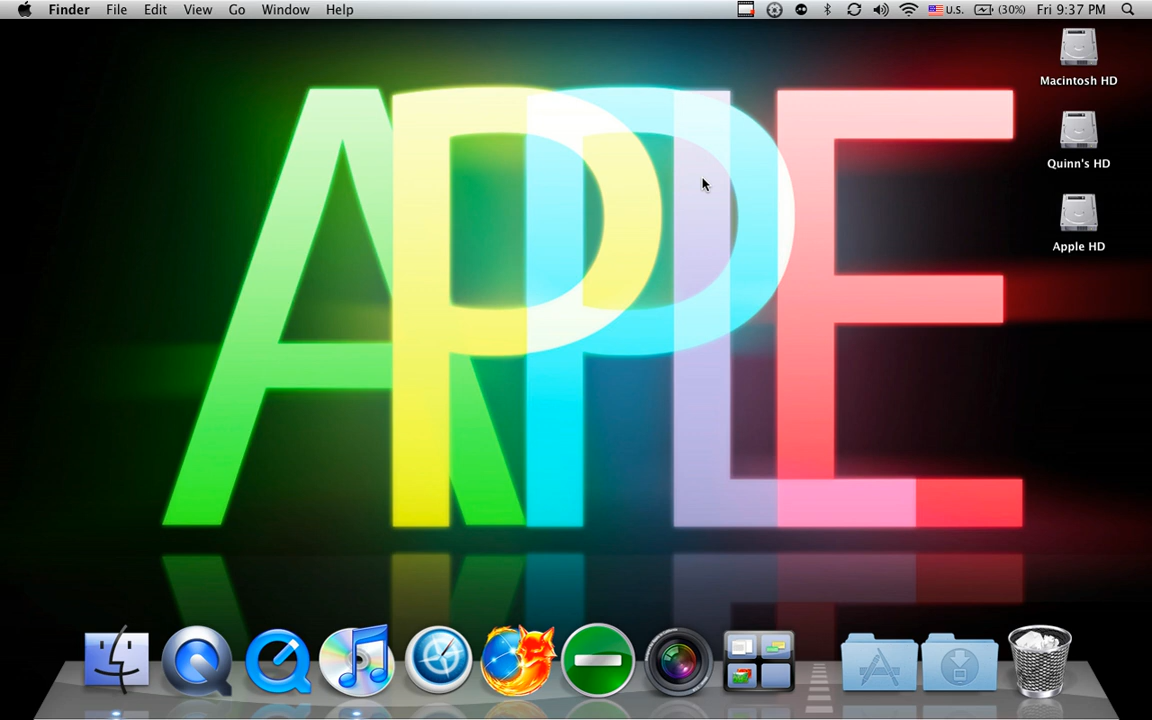 Finder File Edit View Go Window Help U.S. (30%) Fri 9:37 PM
Macintosh HD
Quinn's HD
Apple HD
APPLE